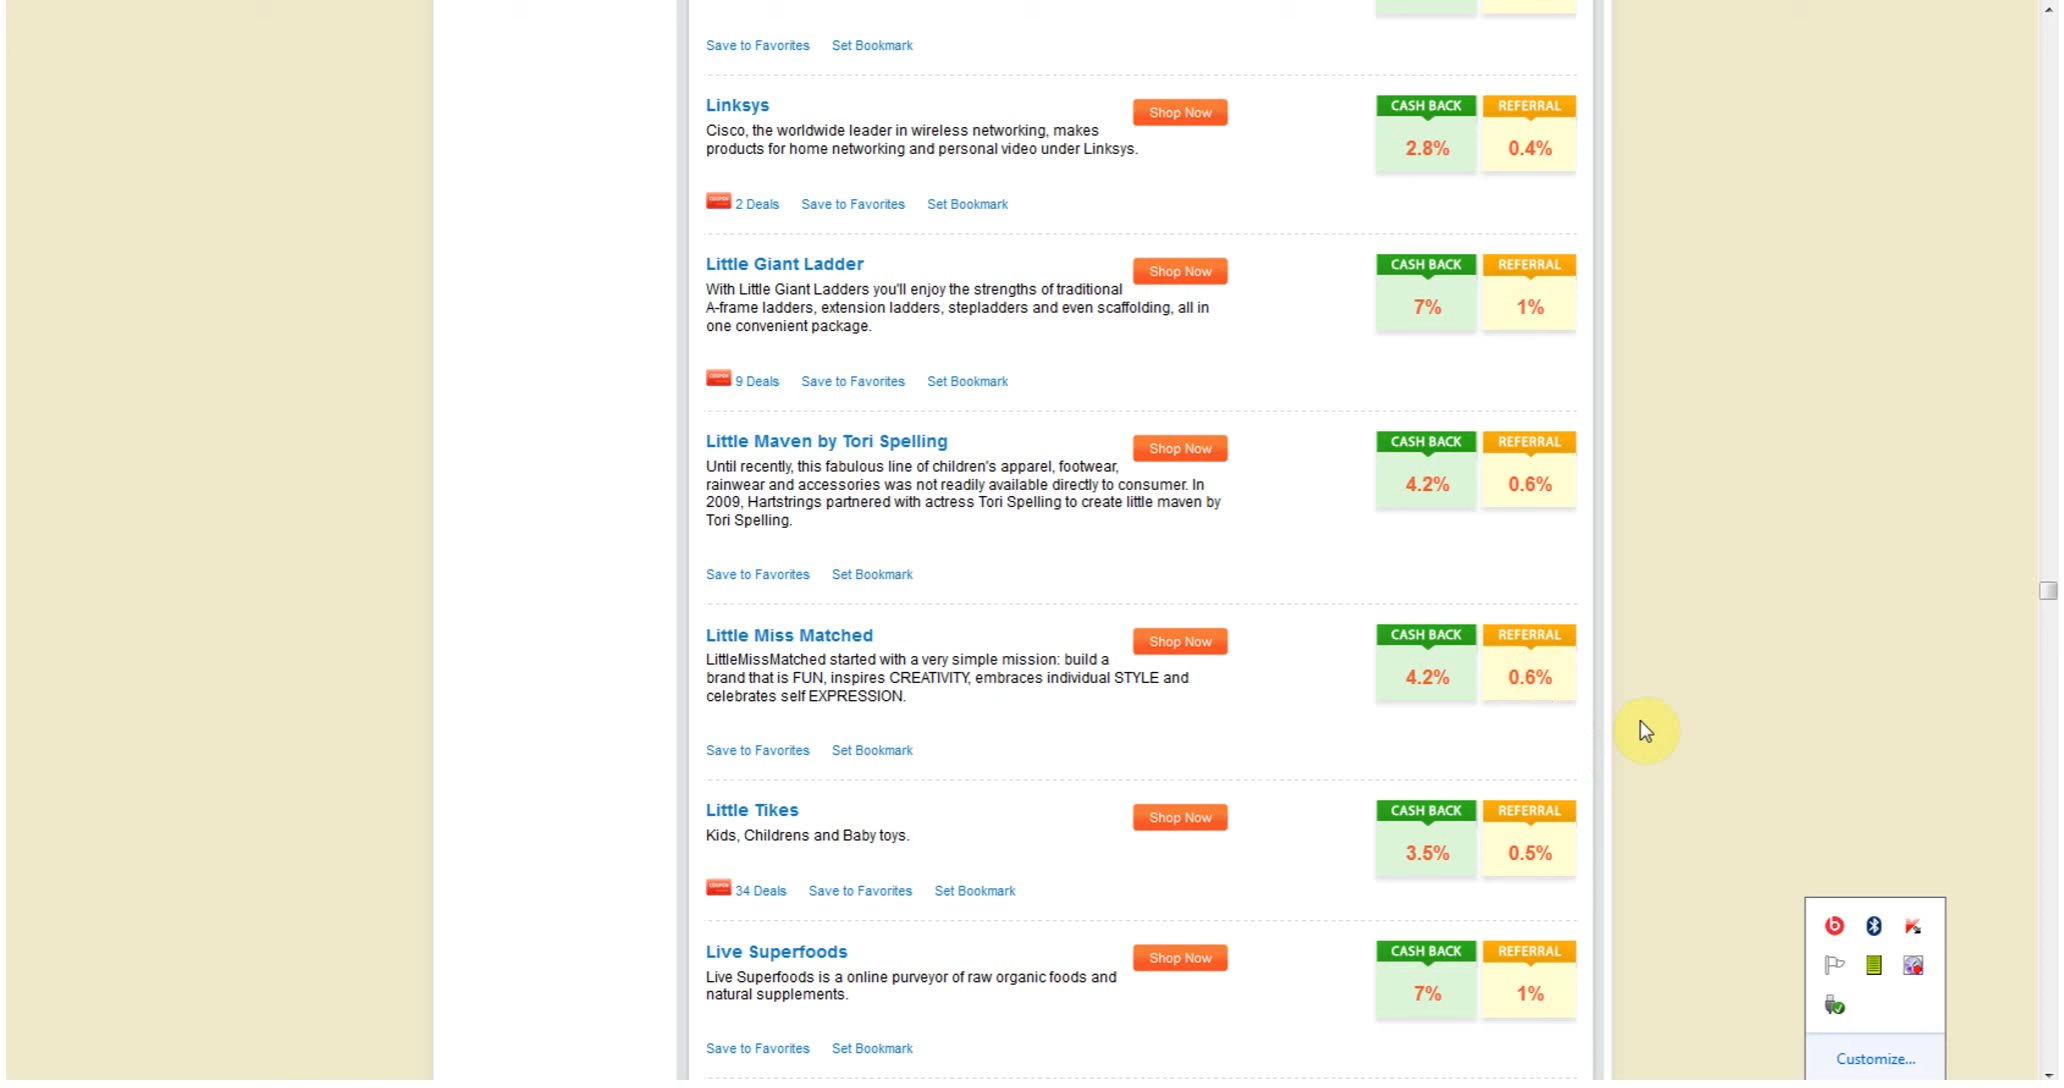 Save to Favorites Set Bookmark
Linksys
Shop Now
CASH BACK REFERRAL
Cisco, the worldwide leader in wireless networking, makes
products for home networking and personal video under Linksys.
2.8% 0.4%
COUPON 2 Deals Save to Favorites Set Bookmark
Little Giant Ladder
Shop Now
CASH BACK REFERRAL
With Little Giant Ladders you'll enjoy the strengths of traditional
A-frame ladders, extension ladders, stepladders and even scaffolding, all in
one convenient package.
7% 1%
COUPON 9 Deals Save to Favorites Set Bookmark
Little Maven by Tori Spelling
Shop Now
CASH BACK REFERRAL
Until recently, this fabulous line of children's apparel, footwear,
rainwear and accessories was not readily available directly to consumer. In
2009, Hartstrings partnered with actress Tori Spelling to create little maven by
Tori Spelling.
4.2% 0.6%
Save to Favorites Set Bookmark
Little Miss Matched
Shop Now
CASH BACK REFERRAL
LittleMissMatched started with a very simple mission: build a
brand that is FUN, inspires CREATIVITY, embraces individual STYLE and
celebrates self EXPRESSION.
4.2% 0.6%
Save to Favorites Set Bookmark
Little Tikes
Shop Now
CASH BACK REFERRAL
Kids, Childrens and Baby toys.
3.5% 0.5%
COUPON 34 Deals Save to Favorites Set Bookmark
Live Superfoods
Shop Now
CASH BACK REFERRAL
Live Superfoods is a online purveyor of raw organic foods and
natural supplements.
7% 1%
Save to Favorites Set Bookmark
Customize...